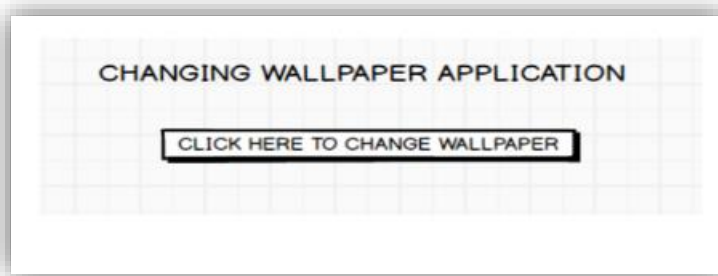 CHANGING WALLPAPER APPLICATION
CLICK HERE TO CHANGE WALLPAPER